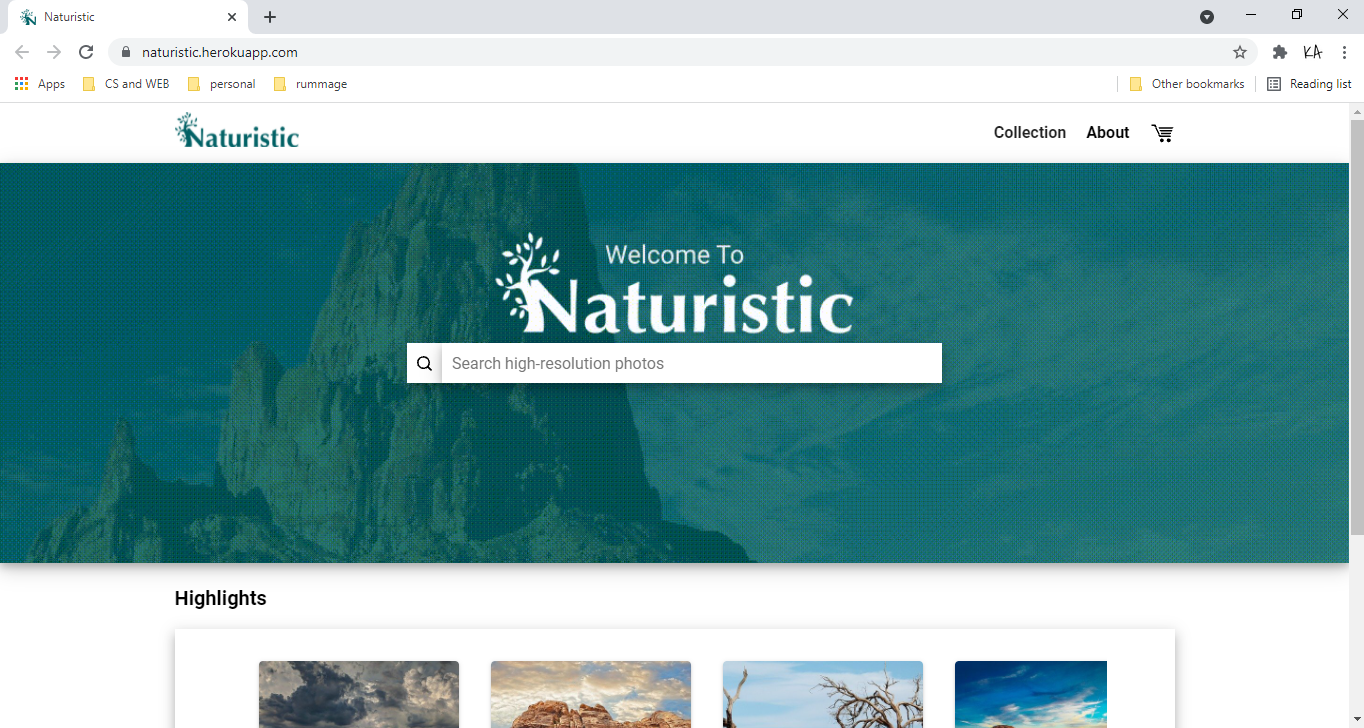 Naturistic
naturistic.herokuapp.com
KA
Apps CS and WEB personal rummage Other bookmarks Reading list
Naturistic Collection About
Welcome To
Naturistic
Search high-resolution photos
Highlights